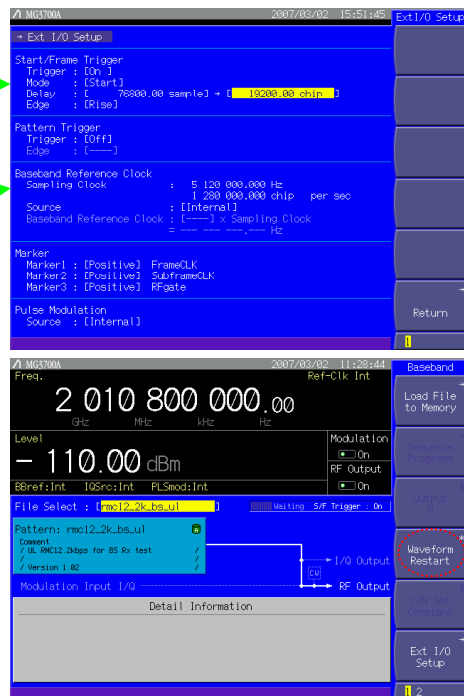 MG3700A 2007/03/02 15:51:45 ExtI/O Setup
→ Ext I/O Setup
Start/Frame Trigger
Trigger : [On ]
Mode : [Start]
Delay : [ 76800.00 sample] → [ 19200.00 chip ]
Edge : [Rise]
Pattern Trigger
Trigger : [Off]
Edge : [----]
Baseband Reference Clock
Sampling Clock : 5 120 000.000 Hz
1 280 000.000 chip per sec
Source : [Internal]
Baseband Reference Clock : [----] x Sampling Clock
= --- --- ---.--- Hz
Marker
Marker1 : [Positive] FrameCLK
Marker2 : [Positive] SubframeCLK
Marker3 : [Positive] RFgate
Pulse Modulation
Source : [Internal]
→
Return
1
MG3700A 2007/03/02 11:28:44 Baseband
Freq. Ref-Clk Int
2 010 800 000.00
GHz MHz kHz Hz
Level
- 110.00 dBm
Modulation
On
RF Output
On
BBref:Int IQSrc:Int PLSmod:Int
File Select : [rmc12_2k_bs_ul ] Waiting S/F Trigger : On
Pattern: rmc12_2k_bs_ul A
Comment
/ UL RMC12.2kbps for BS Rx test /
/ /
/ Version 1.02 /
I/Q Output
CW
Modulation Input I/Q RF Output
Detail Information
→
Load File
to Memory
Sequence
Progress
Output
A
*
Waveform
Restart
C/N Set
Constant
→
Ext I/O
Setup
1 2